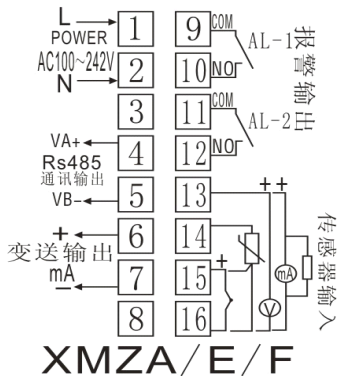 L
POWER
AC100~242V
N
VA+
Rs485
通讯输出
VB-
+
变送输出
mA
-
1
2
3
4
5
6
7
8
9 COM
10 NO
AL-1
11 COM
12 NO
AL-2
报警输出
13
14
15
16
+ +
+
mA
V
传感器输入
XMZA/E/F